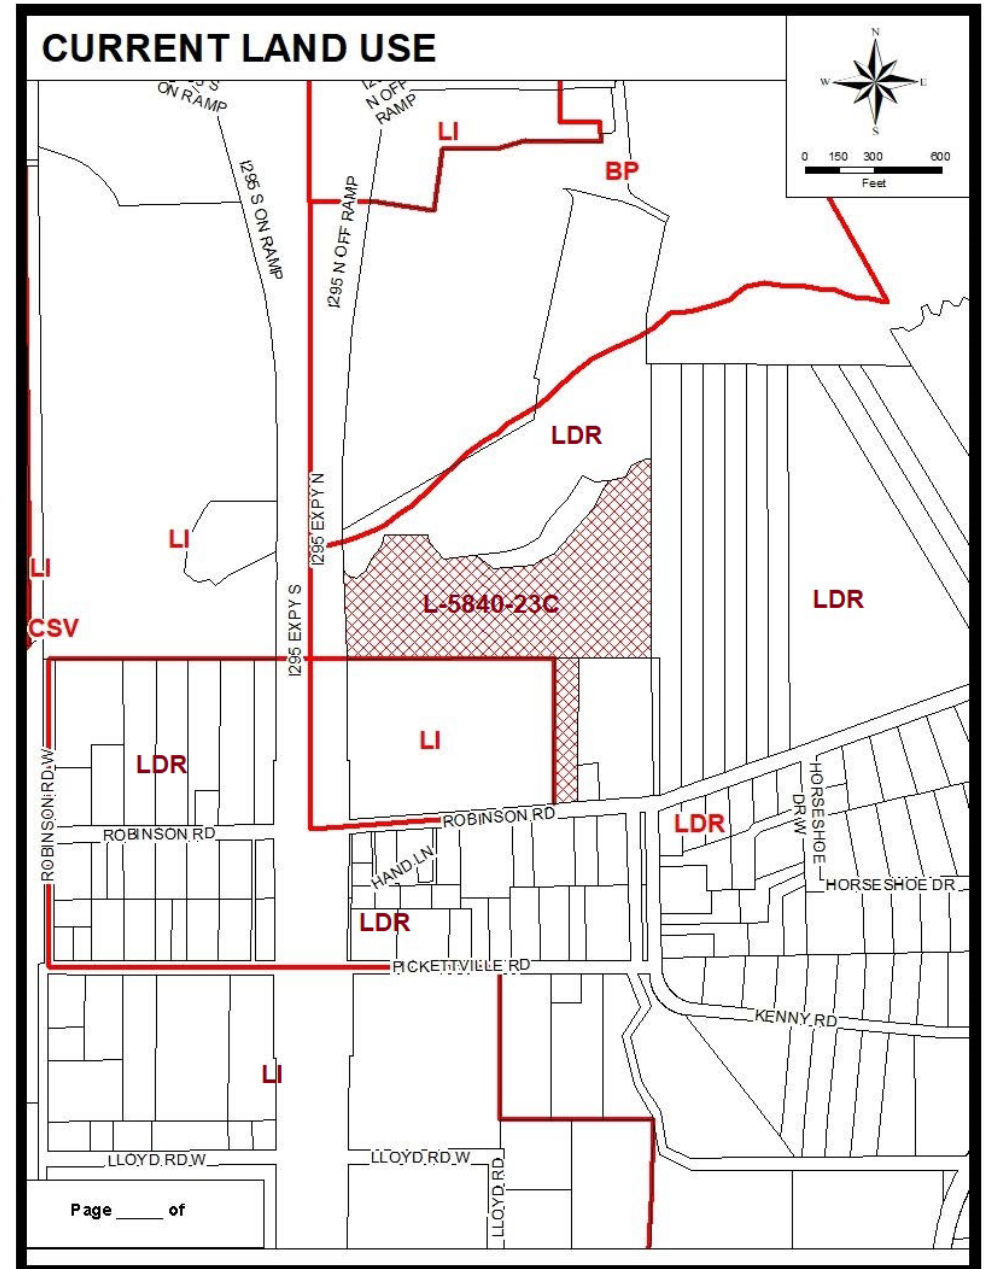 CURRENT LAND USE
N
W E
S
0 150 300 600
Feet
ON RAMP
N OFF
RAMP
LI
BP
I295 S ON RAMP
I295 N OFF RAMP
LDR
I295 EXPY N
LI
LI
L-5840-23C
LDR
CSV
I295 EXPY S
LI
LDR
ROBINSON RD W
ROBINSON RD
ROBINSON RD
LDR
HORSESHOE
DR W
HAND LN
HORSESHOE DR
LDR
PICKETTVILLE RD
KENNY RD
LI
LLOYD RD W
LLOYD RD W
LLOYD RD
Page _____ of